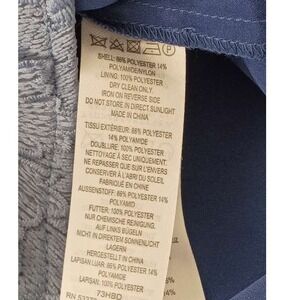 SHELL: 86% POLYESTER 14%
POLYAMIDE/NYLON
LINING: 100% POLYESTER
DRY CLEAN ONLY
IRON ON REVERSE SIDE
DO NOT STORE IN DIRECT SUNLIGHT
MADE IN CHINA
TISSU EXTÉRIEUR: 86% POLYESTER
14% POLYAMIDE
DOUBLURE: 100% POLYESTER
NETTOYAGE À SEC UNIQUEMENT.
NE REPASSER QUE SUR L'ENVERS
CONSERVER À L'ABRI DU SOLEIL
FABRIQUÉ EN CHINE
AUSSENSTOFF: 86% POLYESTER 14%
POLYAMID
FUTTER: 100% POLYESTER
NUR CHEMISCHE REINIGUNG.
AUF LINKS BÜGELN
NICHT IM DIREKTEM SONNENLICHT
LAGERN
HERGESTELLT IN CHINA
LAPISAN LUAR: 86% POLYESTER 14%
POLYAMIDE
LAPISAN: 100% POLYESTER
73HBD
RN